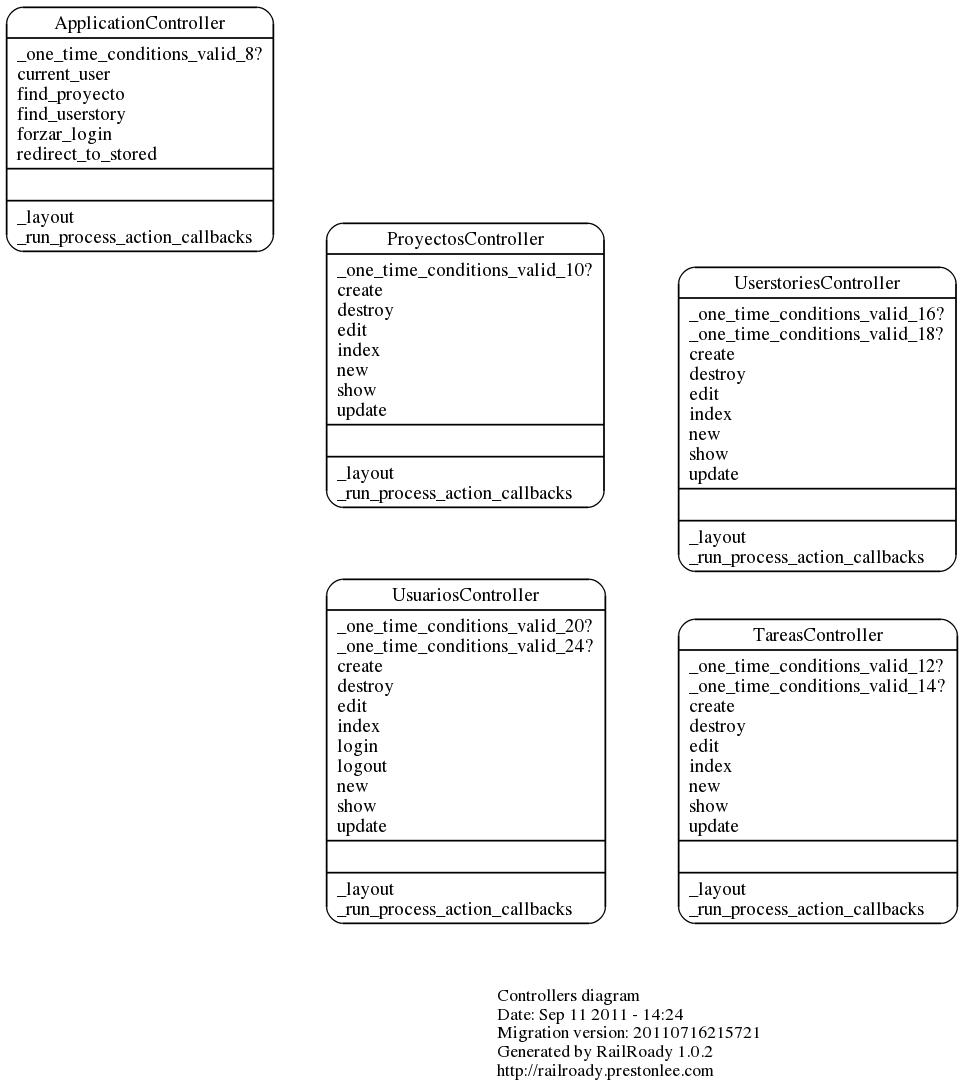 ApplicationController
_one_time_conditions_valid_8?
current_user
find_proyecto
find_userstory
forzar_login
redirect_to_stored
_layout
_run_process_action_callbacks
ProyectosController
_one_time_conditions_valid_10?
create
destroy
edit
index
new
show
update
_layout
_run_process_action_callbacks
UserstoriesController
_one_time_conditions_valid_16?
_one_time_conditions_valid_18?
create
destroy
edit
index
new
show
update
_layout
_run_process_action_callbacks
UsuariosController
_one_time_conditions_valid_20?
_one_time_conditions_valid_24?
create
destroy
edit
index
login
logout
new
show
update
_layout
_run_process_action_callbacks
TareasController
_one_time_conditions_valid_12?
_one_time_conditions_valid_14?
create
destroy
edit
index
new
show
update
_layout
_run_process_action_callbacks
Controllers diagram
Date: Sep 11 2011 - 14:24
Migration version: 20110716215721
Generated by RailRoady 1.0.2
http://railroady.prestonlee.com